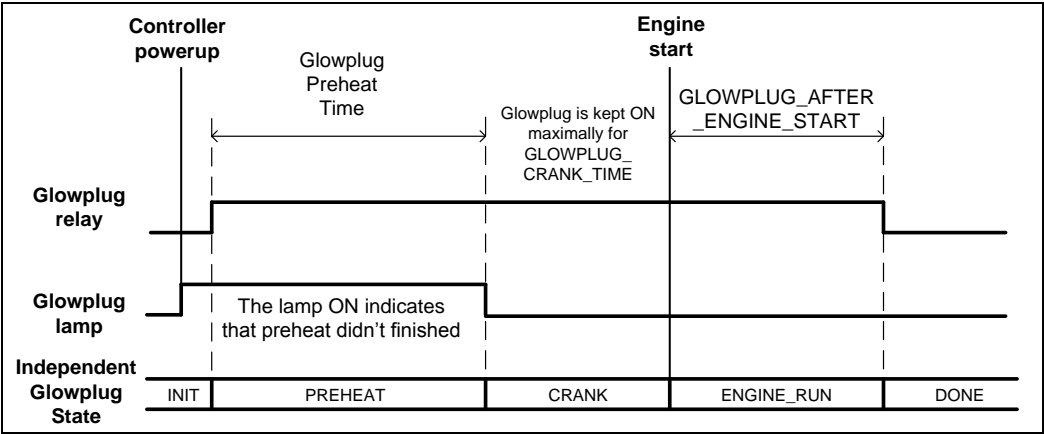 Controller
powerup
Engine
start
Glowplug
Preheat
Time
Glowplug is kept ON
maximally for
GLOWPLUG_
CRANK_TIME
GLOWPLUG_AFTER
_ENGINE_START
Glowplug
relay
Glowplug
lamp
The lamp ON indicates
that preheat didn't finished
Independent
Glowplug
State
INIT
PREHEAT
CRANK
ENGINE_RUN
DONE